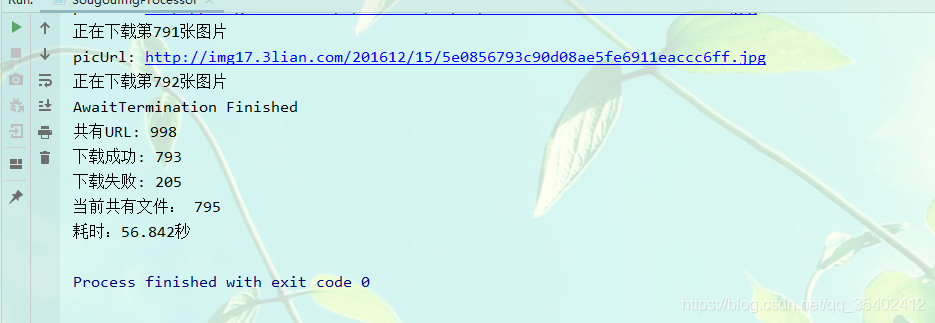 Run: SougouImgProcessor
正在下载第791张图片
picUrl: http://img17.3lian.com/201612/15/5e0856793c90d08ae5fe6911eaccc6ff.jpg
正在下载第792张图片
AwaitTermination Finished
共有URL: 998
下载成功: 793
下载失败: 205
当前共有文件： 795
耗时：56.842秒
Process finished with exit code 0
https://blog.csdn.net/qq_35402412